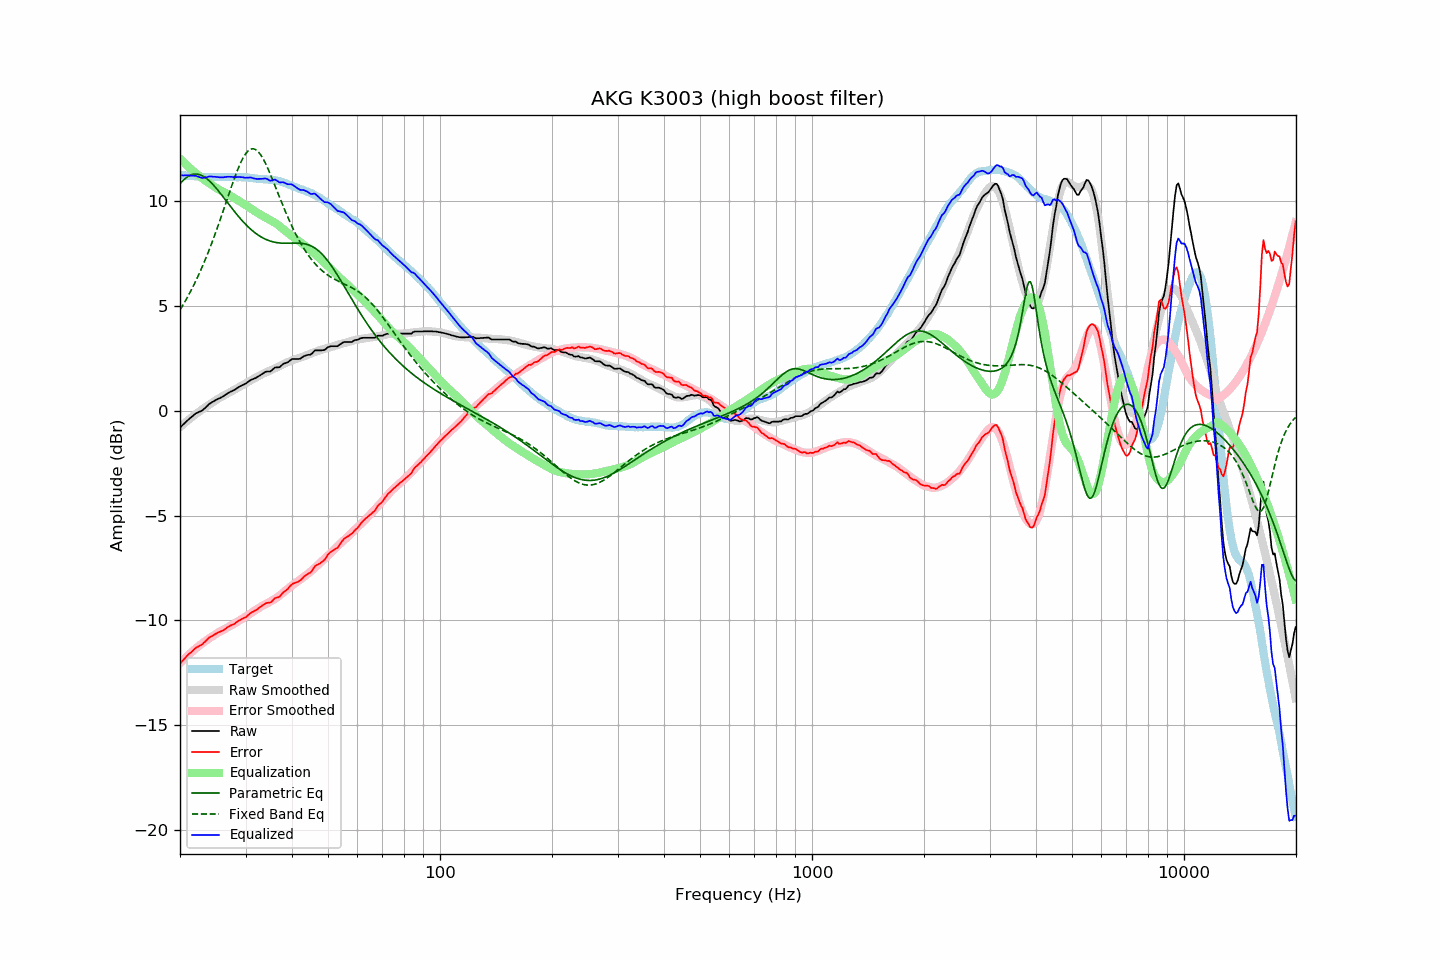 AKG K3003 (high boost filter)
Amplitude (dBr)
10
5
0
−5
−10
−15
−20
Target
Raw Smoothed
Error Smoothed
Raw
Error
Equalization
Parametric Eq
Fixed Band Eq
Equalized
100 1000 10000
Frequency (Hz)